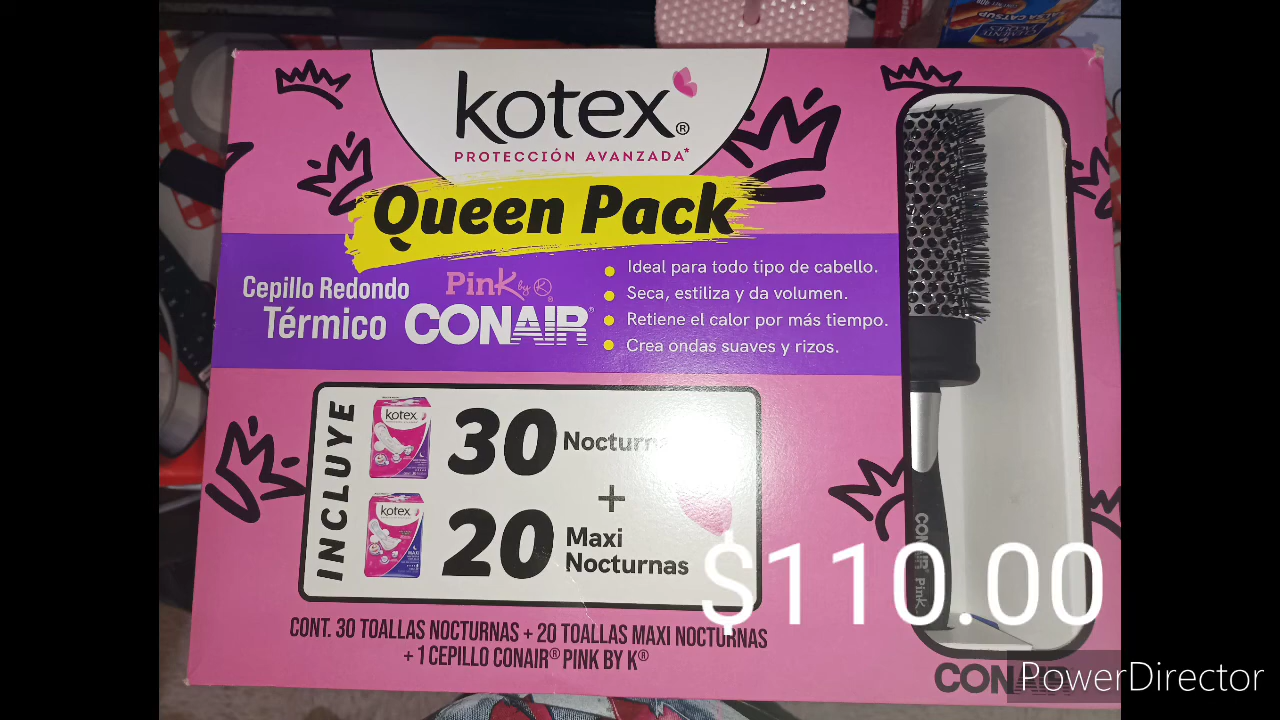 kotex®
PROTECCIÓN AVANZADA*
Queen Pack
Cepillo Redondo
Térmico
Pink by K
CONAIR®
Ideal para todo tipo de cabello.
Seca, estiliza y da volumen.
Retiene el calor por más tiempo.
Crea ondas suaves y rizos.
INCLUYE
kotex
30
+
kotex
20 Maxi
Nocturnas
CONT. 30 TOALLAS NOCTURNAS + 20 TOALLAS MAXI NOCTURNAS
+ 1 CEPILLO CONAIR® PINK BY K®
CONAIR Pink
$110.00
PowerDirector